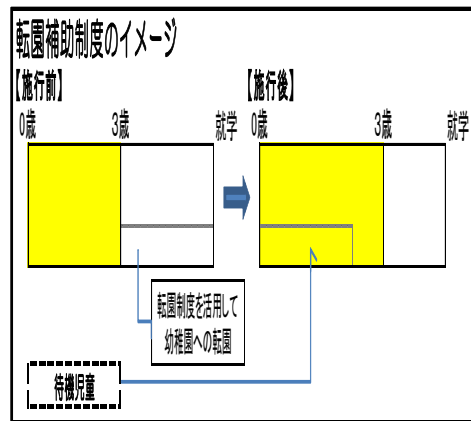 転園補助制度のイメージ
【施行前】
【施行後】
0歳
3歳
就学
0歳
3歳
就学
転園制度を活用して
幼稚園への転園
待機児童